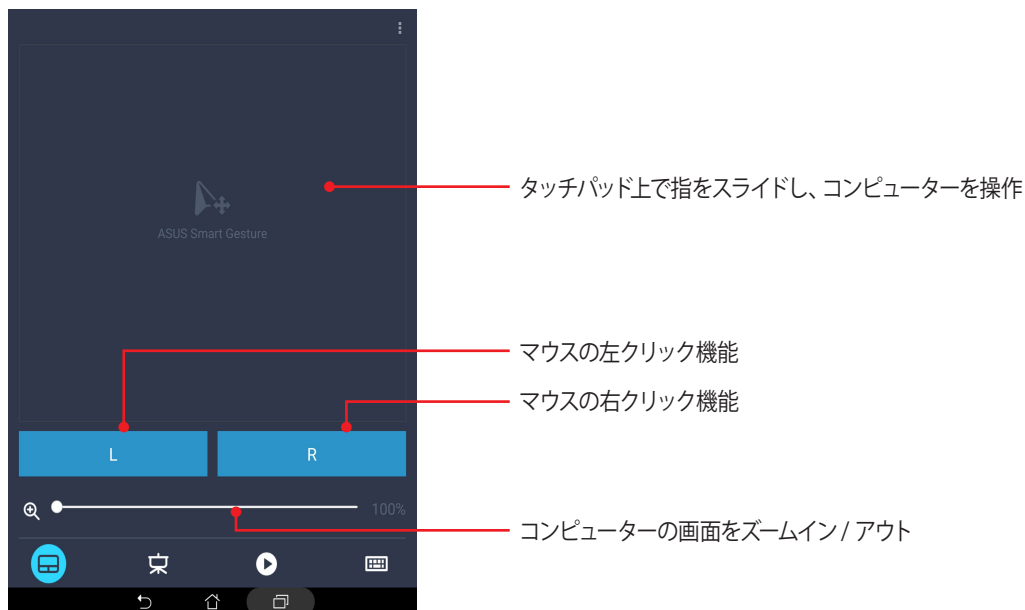 タッチパッド上で指をスライドし、コンピューターを操作
ASUS Smart Gesture
マウスの左クリック機能
マウスの右クリック機能
L R
100%
コンピューターの画面をズームイン / アウト